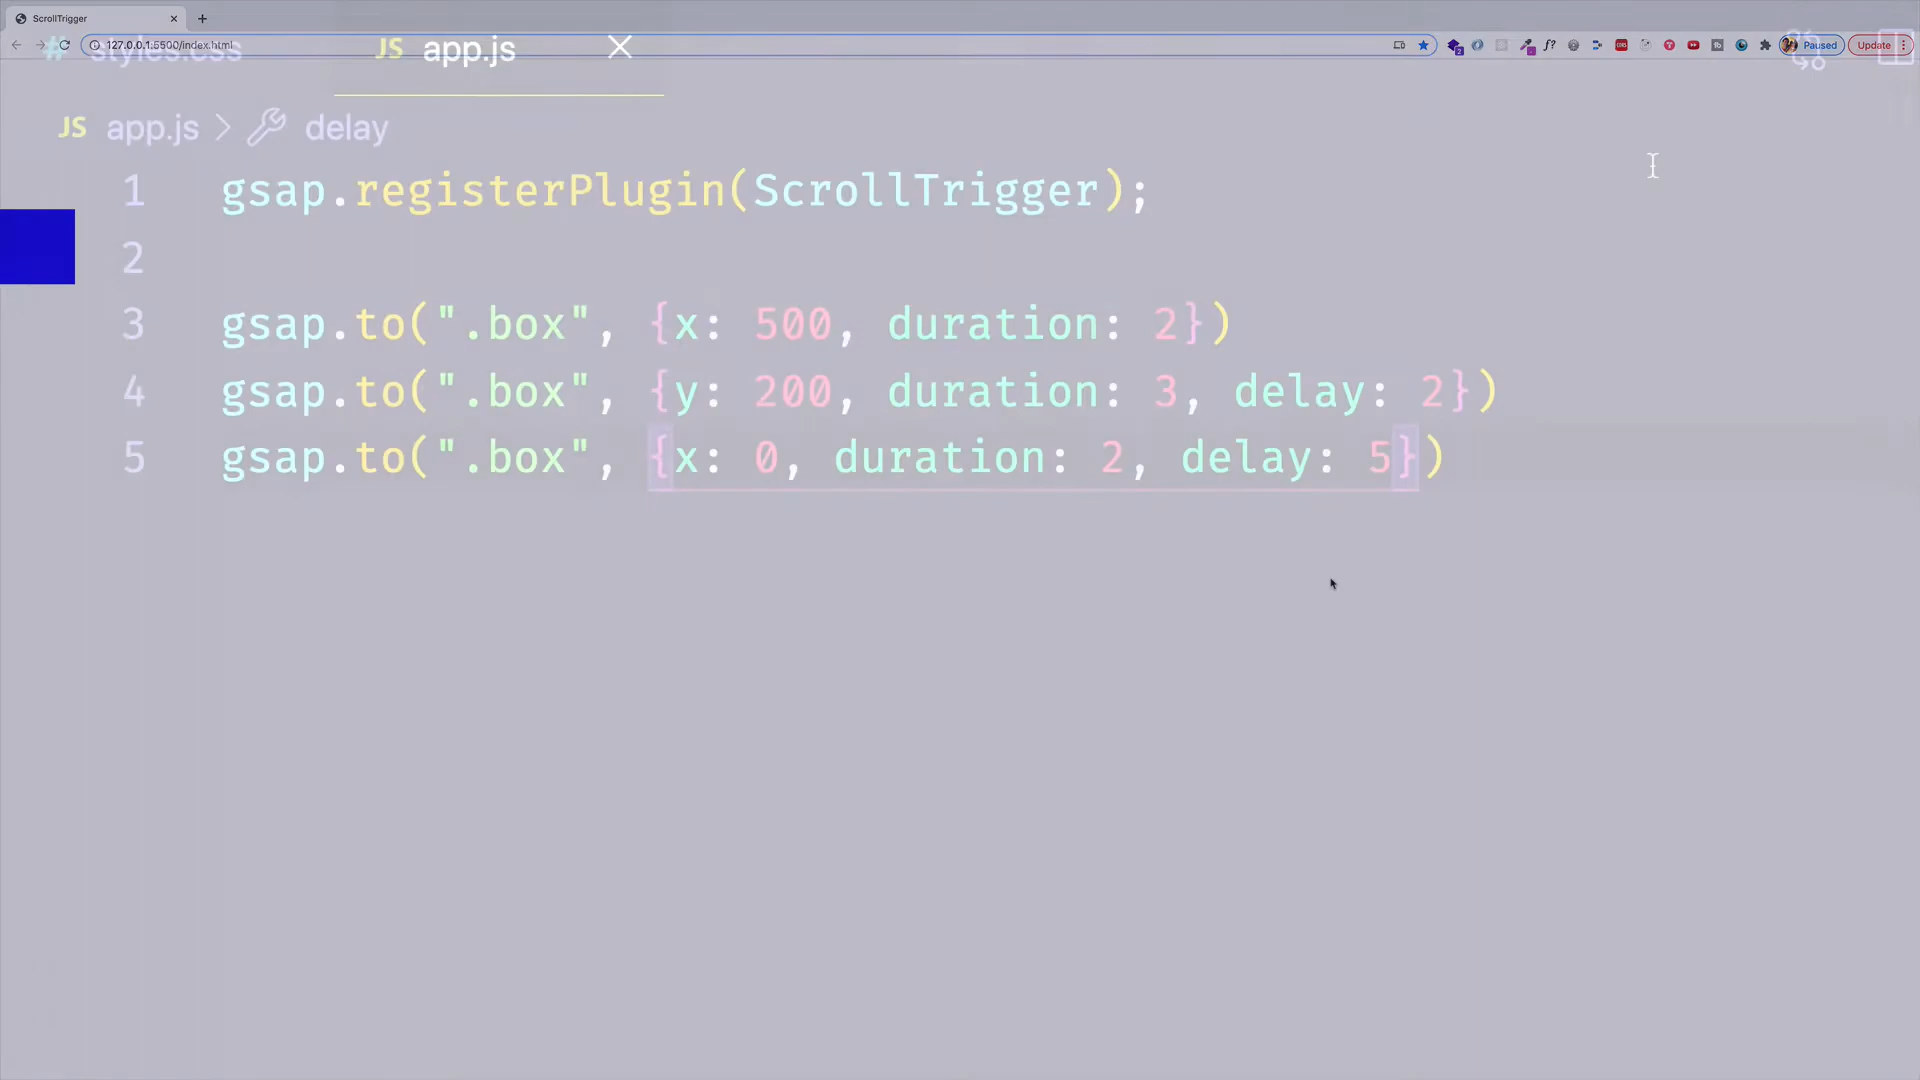 ScrollTrigger
127.0.0.1:5500/index.html
Paused
Update
# styles.css
JS app.js
JS app.js > delay
1 gsap.registerPlugin(ScrollTrigger);
2
3 gsap.to(".box", {x: 500, duration: 2})
4 gsap.to(".box", {y: 200, duration: 3, delay: 2})
5 gsap.to(".box", {x: 0, duration: 2, delay: 5})